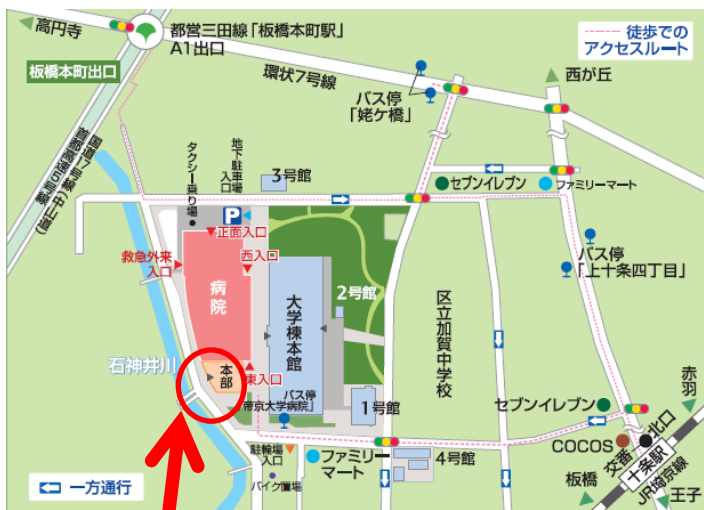 高円寺
都営三田線「板橋本町駅」
A1出口
徒歩での
アクセスルート
板橋本町出口
環状7号線
西が丘
バス停
「姥ケ橋」
国道17号線(中山道)
首都高速5号線
タクシー乗り場
地下駐車場
入口
3号館
セブンイレブン
ファミリーマート
P
正面入口
救急外来
入口
西入口
バス停
「上十条四丁目」
病院
2号館
大学棟本館
区立加賀中学校
石神井川
本部
東入口
バス停
「帝京大学病院」
1号館
赤羽
セブンイレブン
北口
COCOS
交番
十条駅
JR埼京線
駐輪場
入口
ファミリー
マート
4号館
バイク置場
板橋
王子
一方通行